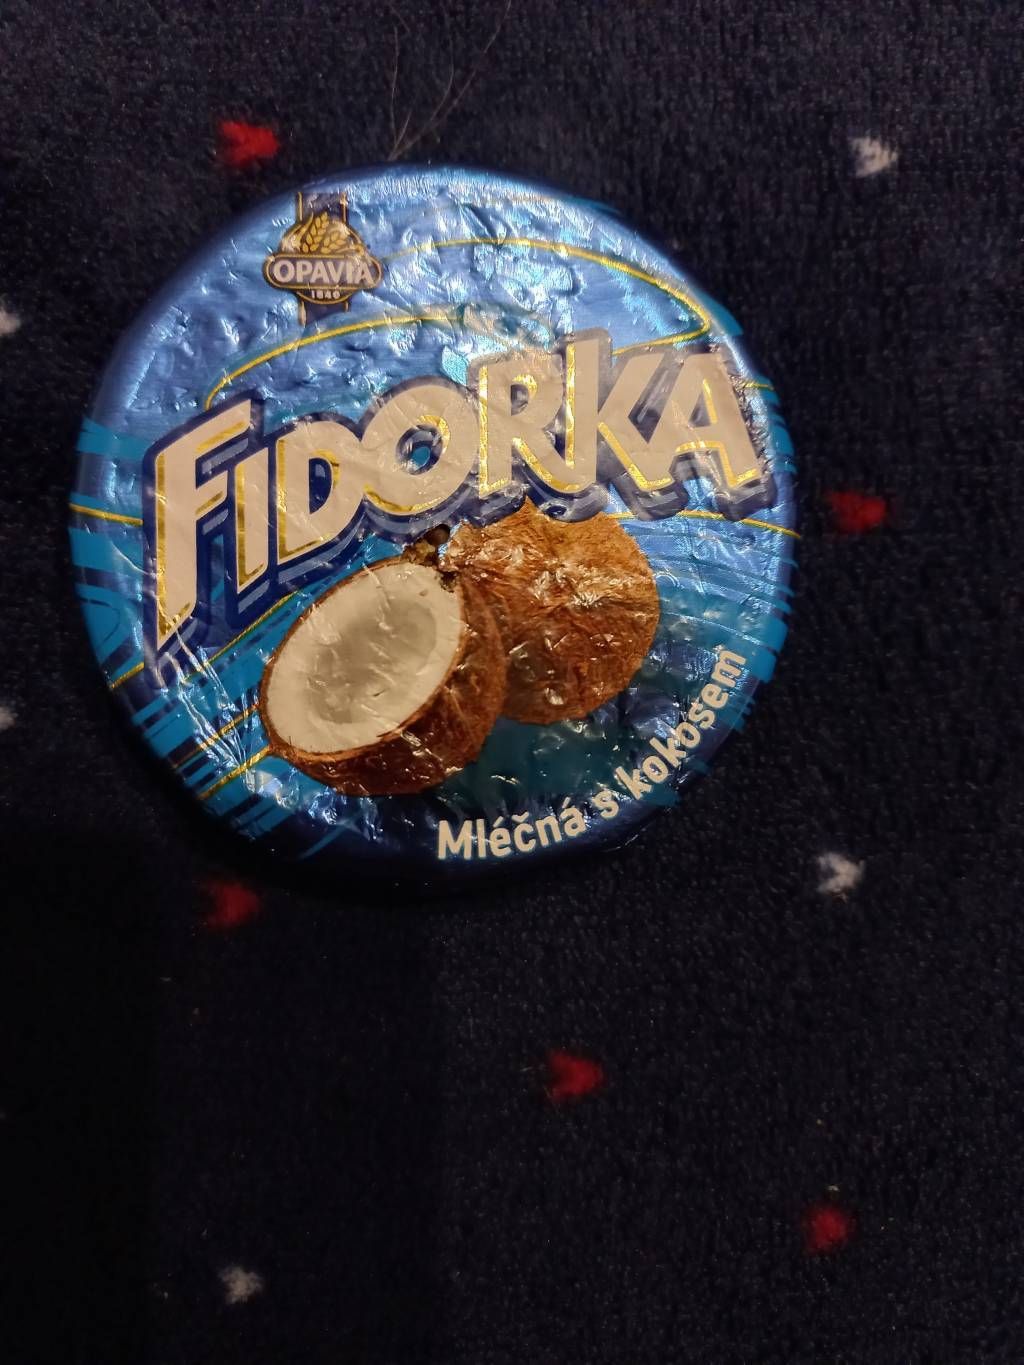 OPAVIA
1840
FIDORKA
Mléčná s kokosem